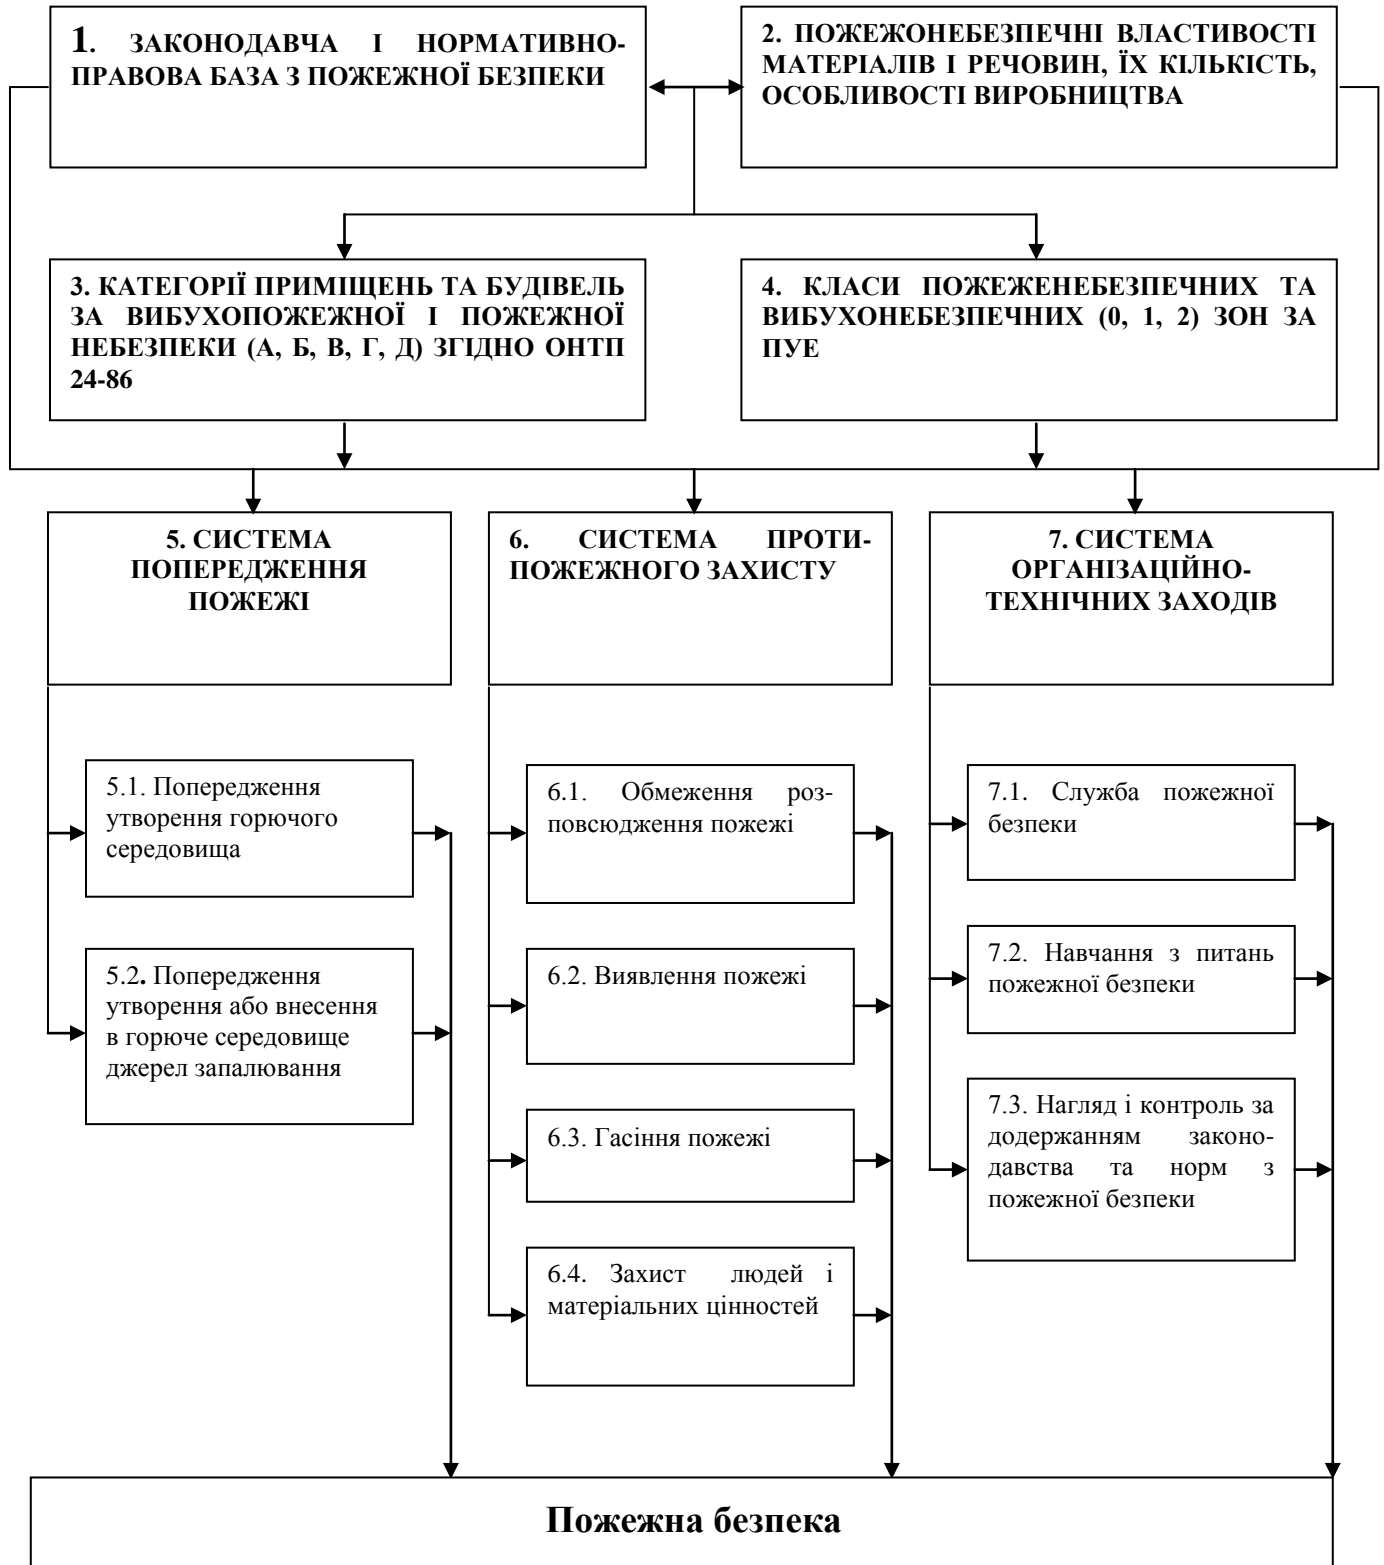 1. ЗАКОНОДАВЧА І НОРМАТИВНО-
ПРАВОВА БАЗА З ПОЖЕЖНОЇ БЕЗПЕКИ
2. ПОЖЕЖОНЕБЕЗПЕЧНІ ВЛАСТИВОСТІ
МАТЕРІАЛІВ І РЕЧОВИН, ЇХ КІЛЬКІСТЬ,
ОСОБЛИВОСТІ ВИРОБНИЦТВА
3. КАТЕГОРІЇ ПРИМІЩЕНЬ ТА БУДІВЕЛЬ
ЗА ВИБУХОПОЖЕЖНОЇ І ПОЖЕЖНОЇ
НЕБЕЗПЕКИ (А, Б, В, Г, Д) ЗГІДНО ОНТП
24-86
4. КЛАСИ ПОЖЕЖЕНЕБЕЗПЕЧНИХ ТА
ВИБУХОНЕБЕЗПЕЧНИХ (0, 1, 2) ЗОН ЗА
ПУЕ
5. СИСТЕМА
ПОПЕРЕДЖЕННЯ
ПОЖЕЖІ
6. СИСТЕМА ПРОТИ-
ПОЖЕЖНОГО ЗАХИСТУ
7. СИСТЕМА
ОРГАНІЗАЦІЙНО-
ТЕХНІЧНИХ ЗАХОДІВ
5.1. Попередження
утворення горючого
середовища
5.2. Попередження
утворення або внесення
в горюче середовище
джерел запалювання
6.1. Обмеження роз-
повсюдження пожежі
6.2. Виявлення пожежі
6.3. Гасіння пожежі
6.4. Захист людей і
матеріальних цінностей
7.1. Служба пожежної
безпеки
7.2. Навчання з питань
пожежної безпеки
7.3. Нагляд і контроль за
додержанням законо-
давства та норм з
пожежної безпеки
Пожежна безпека